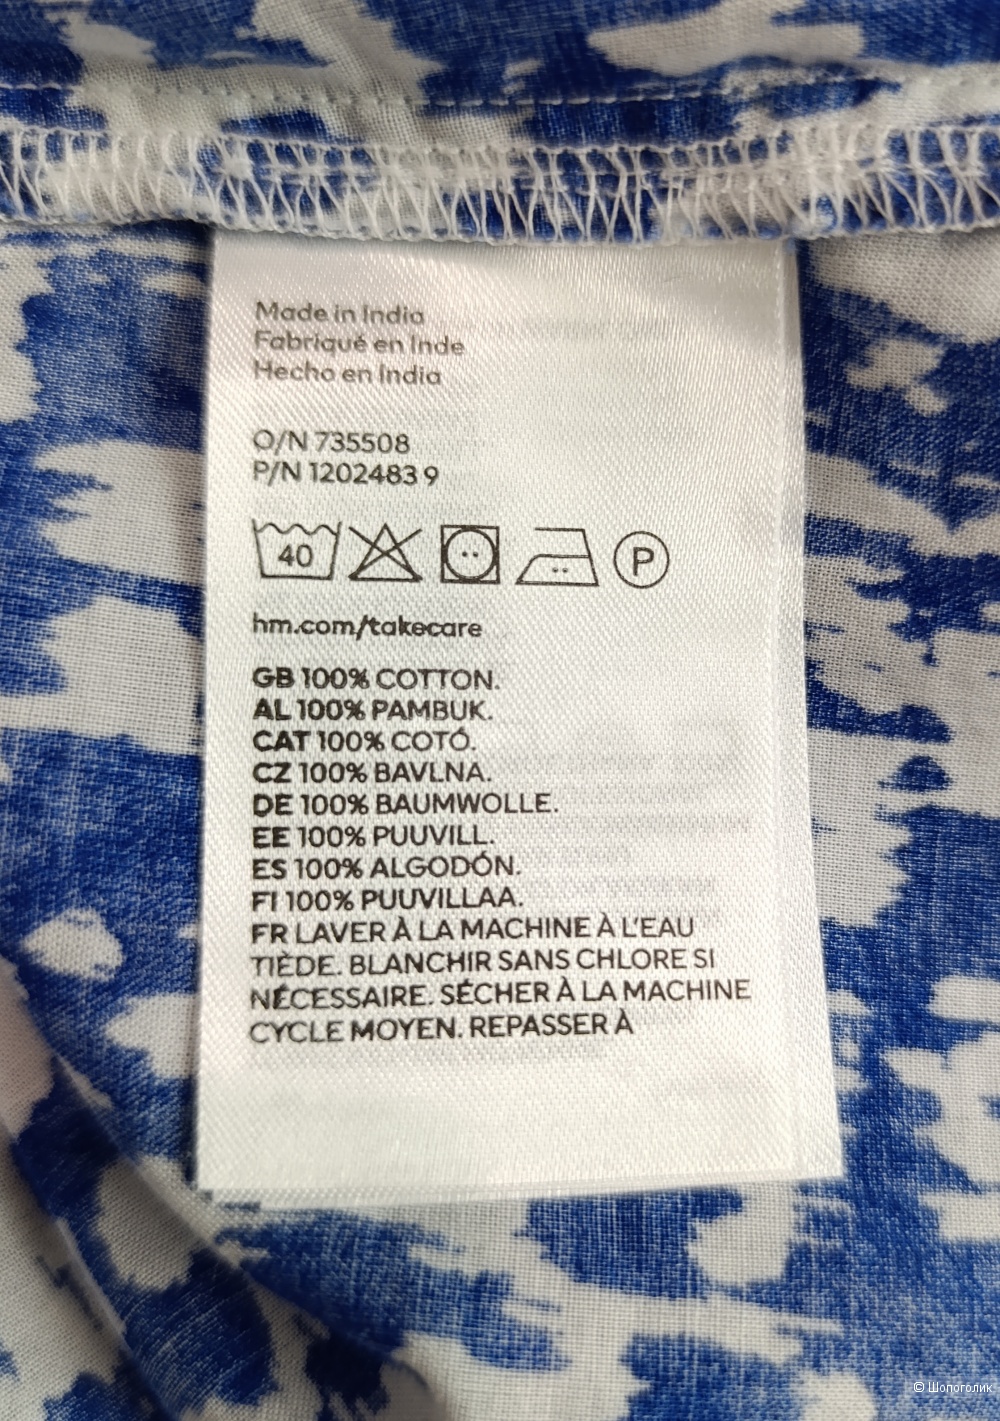 Made in India
Fabriqué en Inde
Hecho en India
O/N 735508
P/N 1202483 9
40 P
hm.com/takecare
GB 100% COTTON.
AL 100% PAMBUK.
CAT 100% COTÓ.
CZ 100% BAVLNA.
DE 100% BAUMWOLLE.
EE 100% PUUVILL.
ES 100% ALGODÓN.
FI 100% PUUVILLAA.
FR LAVER À LA MACHINE À L'EAU
TIÈDE. BLANCHIR SANS CHLORE SI
NÉCESSAIRE. SÉCHER À LA MACHINE
CYCLE MOYEN. REPASSER À
© Шопоголик